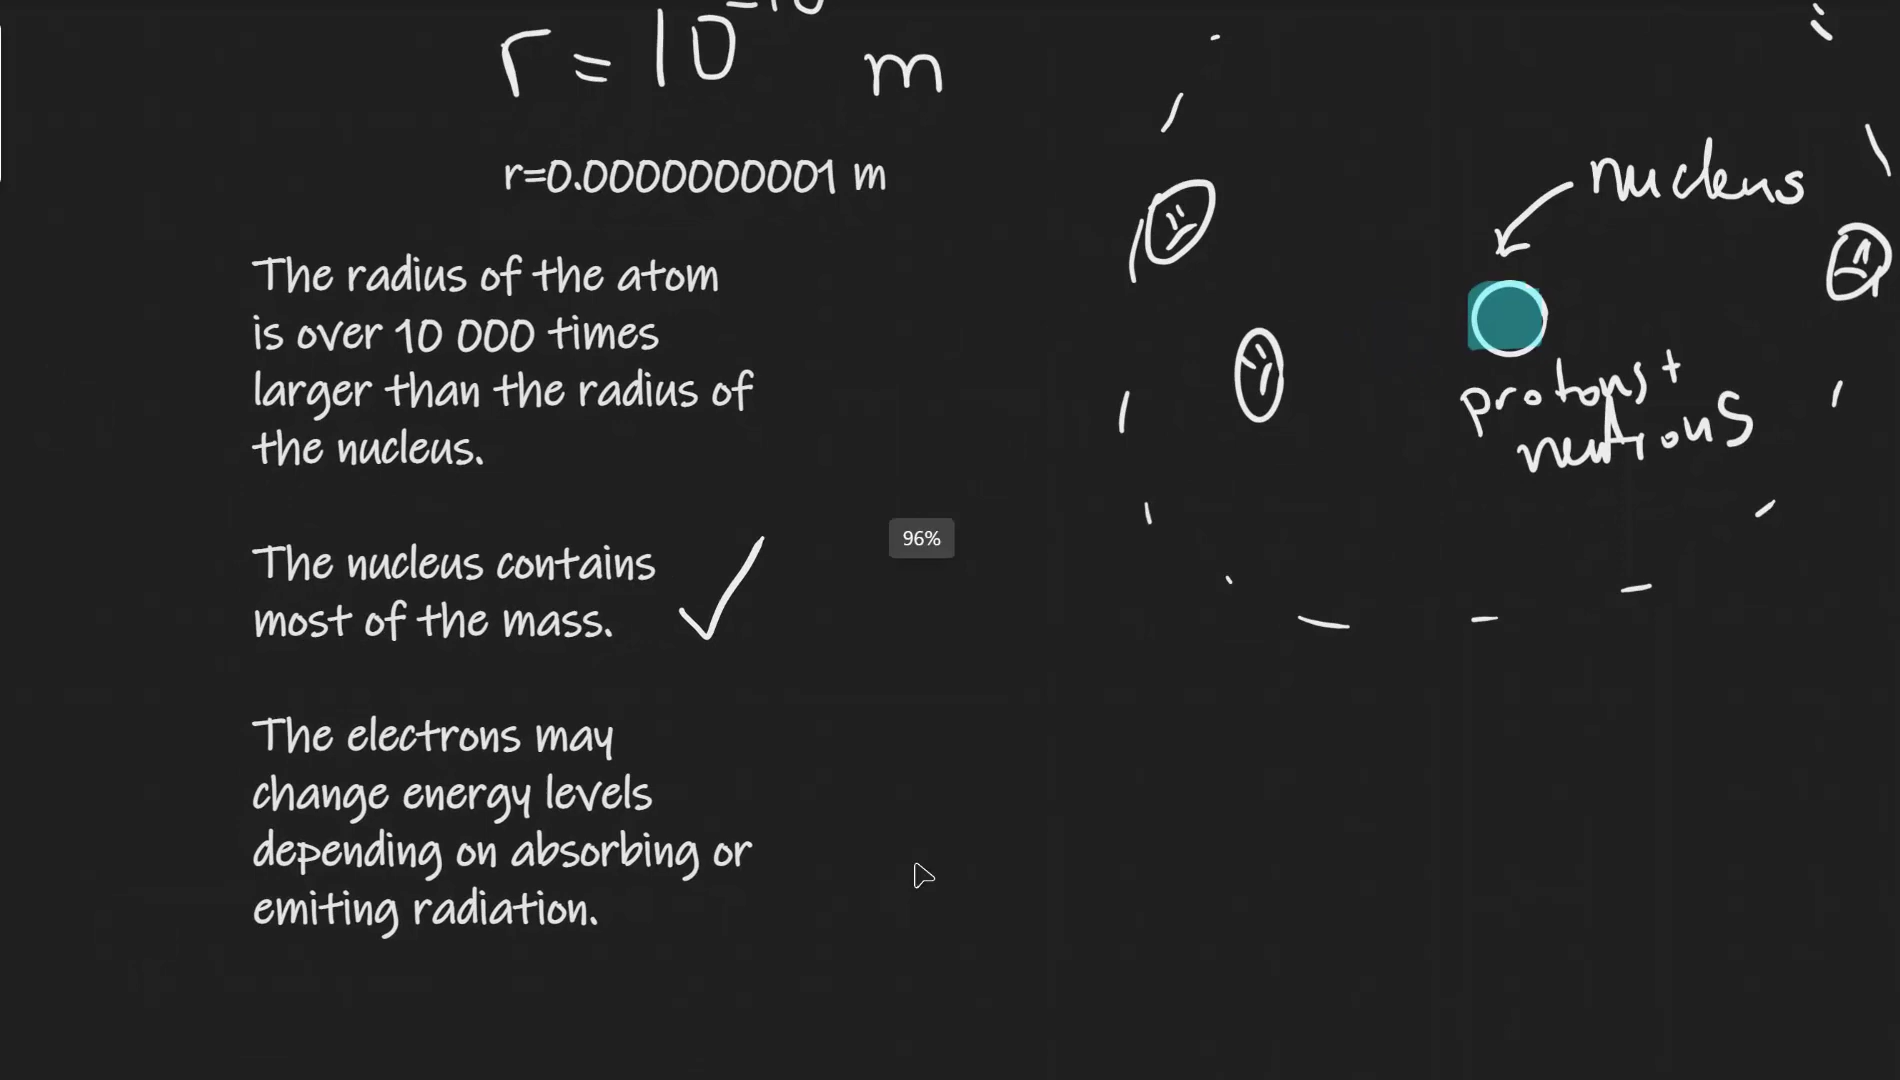 r = 10⁻¹⁰ m
r=0.0000000001 m
The radius of the atom
is over 10 000 times
larger than the radius of
the nucleus.
The nucleus contains
most of the mass.
The electrons may
change energy levels
depending on absorbing or
emiting radiation.
96%
nucleus
protons +
neutrons